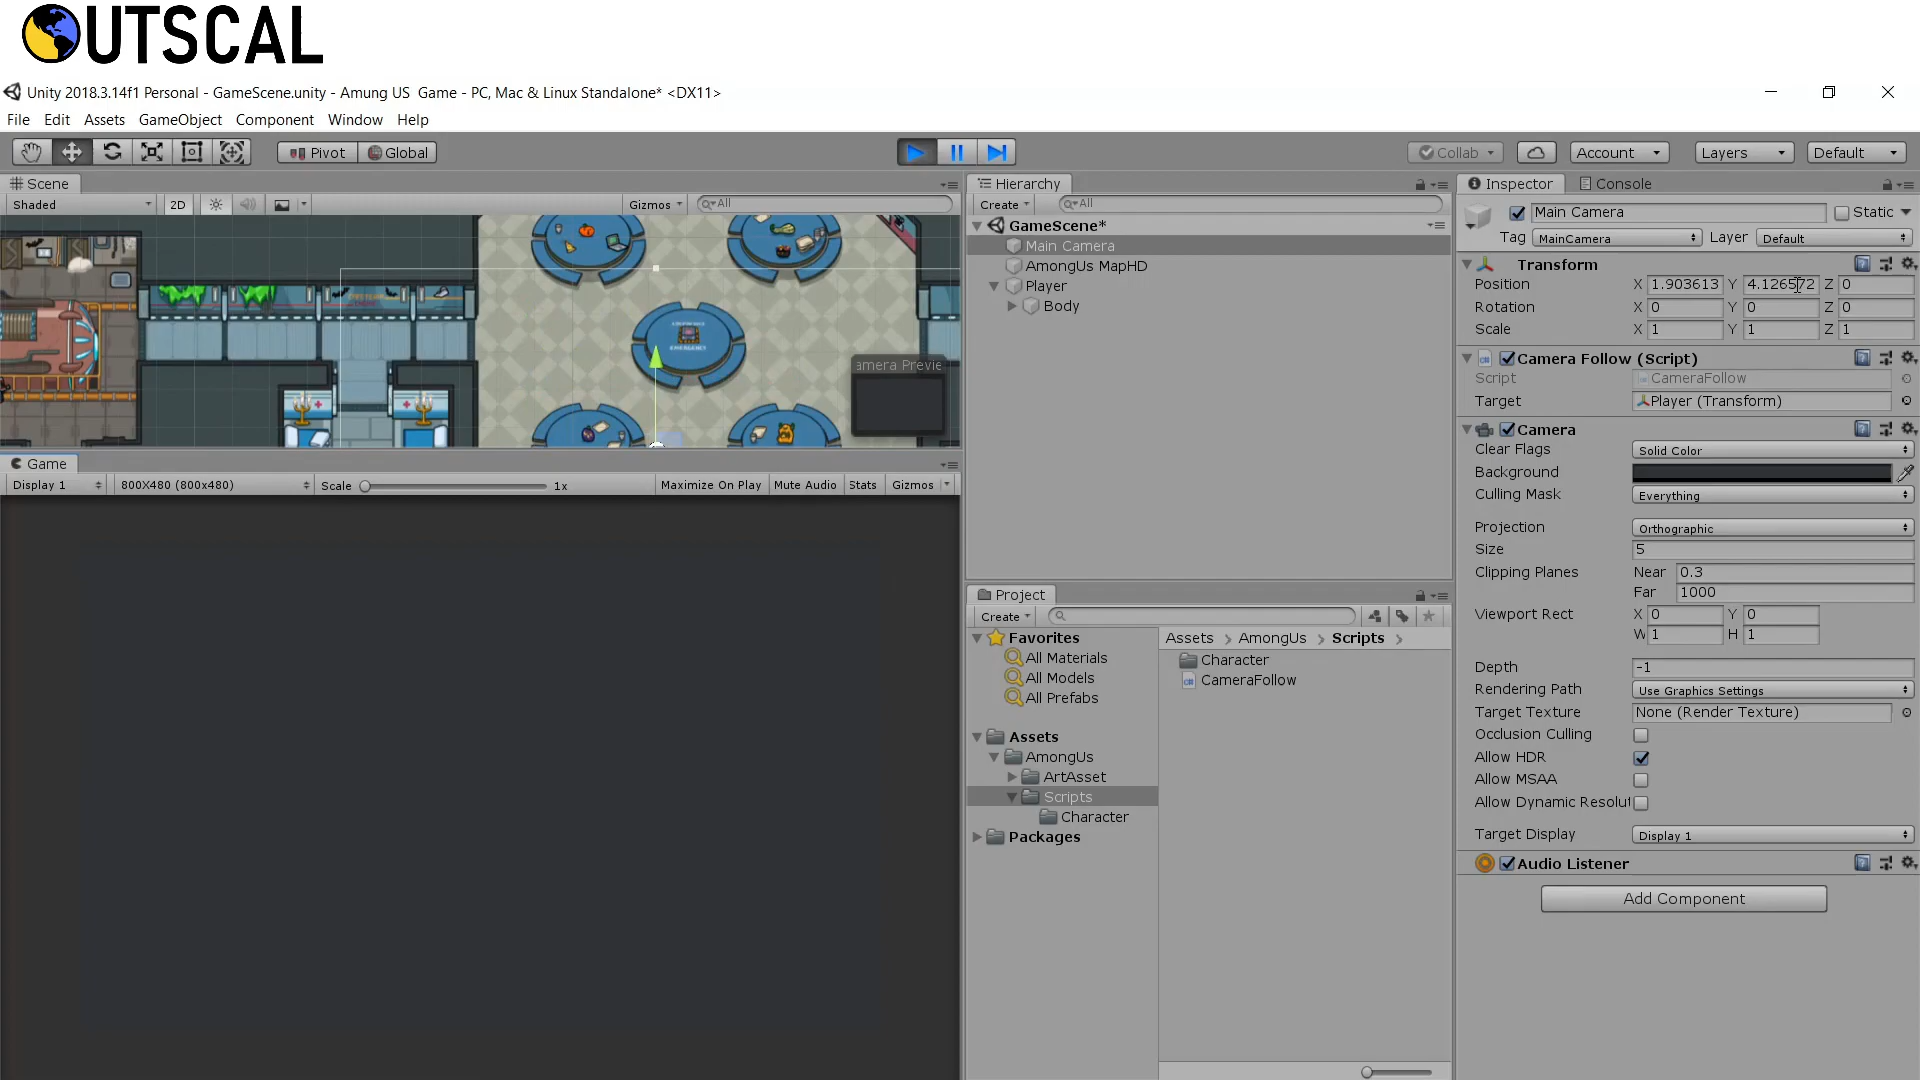 OUTSCAL
Unity 2018.3.14f1 Personal - GameScene.unity - Amung US  Game - PC, Mac & Linux Standalone* <DX11>
File Edit Assets GameObject Component Window Help
Pivot Global Collab Account Layers Default
Scene
Shaded 2D Gizmos All
EMERGENCY
amera Previe
Game
Display 1 800X480 (800x480) Scale 1x Maximize On Play Mute Audio Stats Gizmos
Hierarchy
Create All
GameScene*
Main Camera
AmongUs MapHD
Player
Body
Project
Create
Favorites
All Materials
All Models
All Prefabs
Assets
AmongUs
ArtAsset
Scripts
Character
Packages
Assets > AmongUs > Scripts >
Character
CameraFollow
Inspector Console
Main Camera Static
Tag MainCamera Layer Default
Transform
Position X 1.903613 Y 4.126572 Z 0
Rotation X 0 Y 0 Z 0
Scale X 1 Y 1 Z 1
Camera Follow (Script)
Script CameraFollow
Target Player (Transform)
Camera
Clear Flags Solid Color
Background
Culling Mask Everything
Projection Orthographic
Size 5
Clipping Planes Near 0.3
Far 1000
Viewport Rect X 0 Y 0
W 1 H 1
Depth -1
Rendering Path Use Graphics Settings
Target Texture None (Render Texture)
Occlusion Culling
Allow HDR
Allow MSAA
Allow Dynamic Resolut
Target Display Display 1
Audio Listener
Add Component